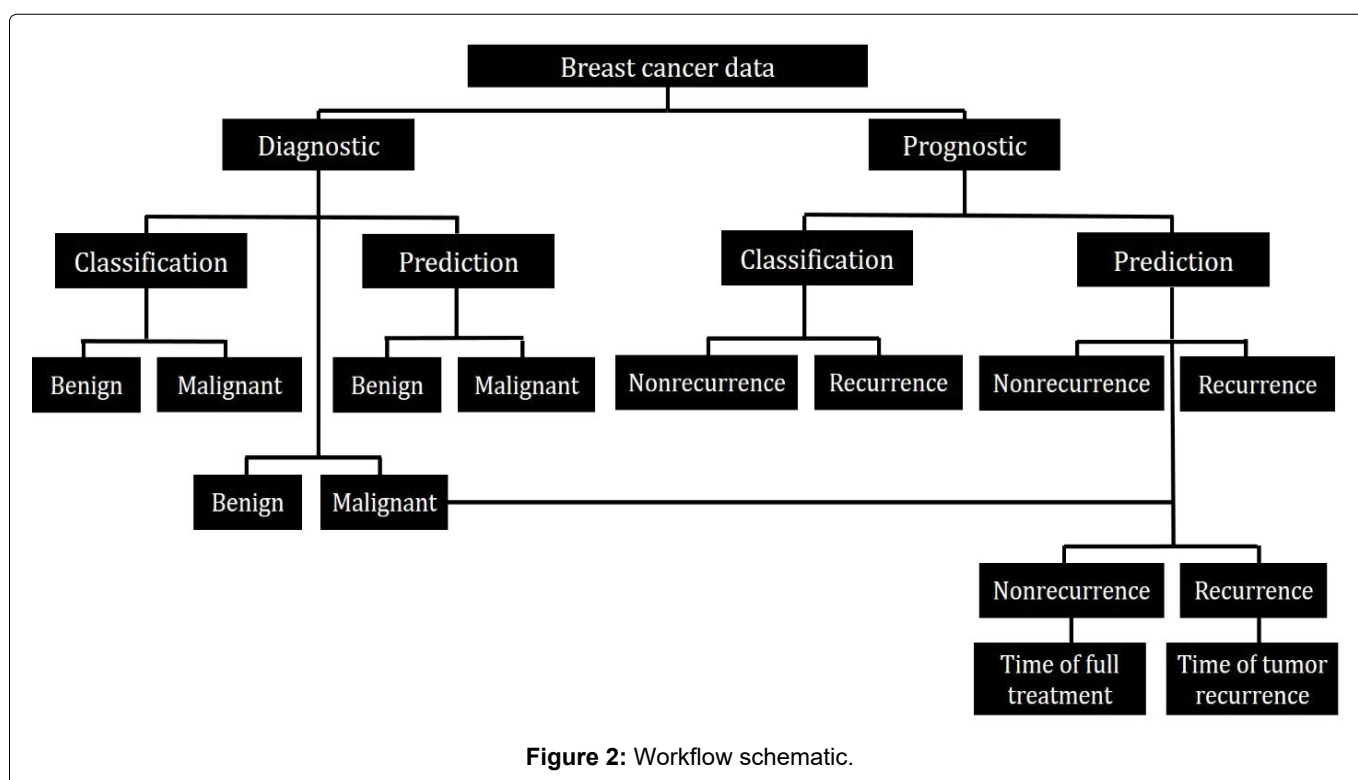 Breast cancer data
Diagnostic
Prognostic
Classification
Prediction
Classification
Prediction
Benign
Malignant
Benign
Malignant
Nonrecurrence
Recurrence
Nonrecurrence
Recurrence
Benign
Malignant
Nonrecurrence
Recurrence
Time of full
treatment
Time of tumor
recurrence
Figure 2: Workflow schematic.